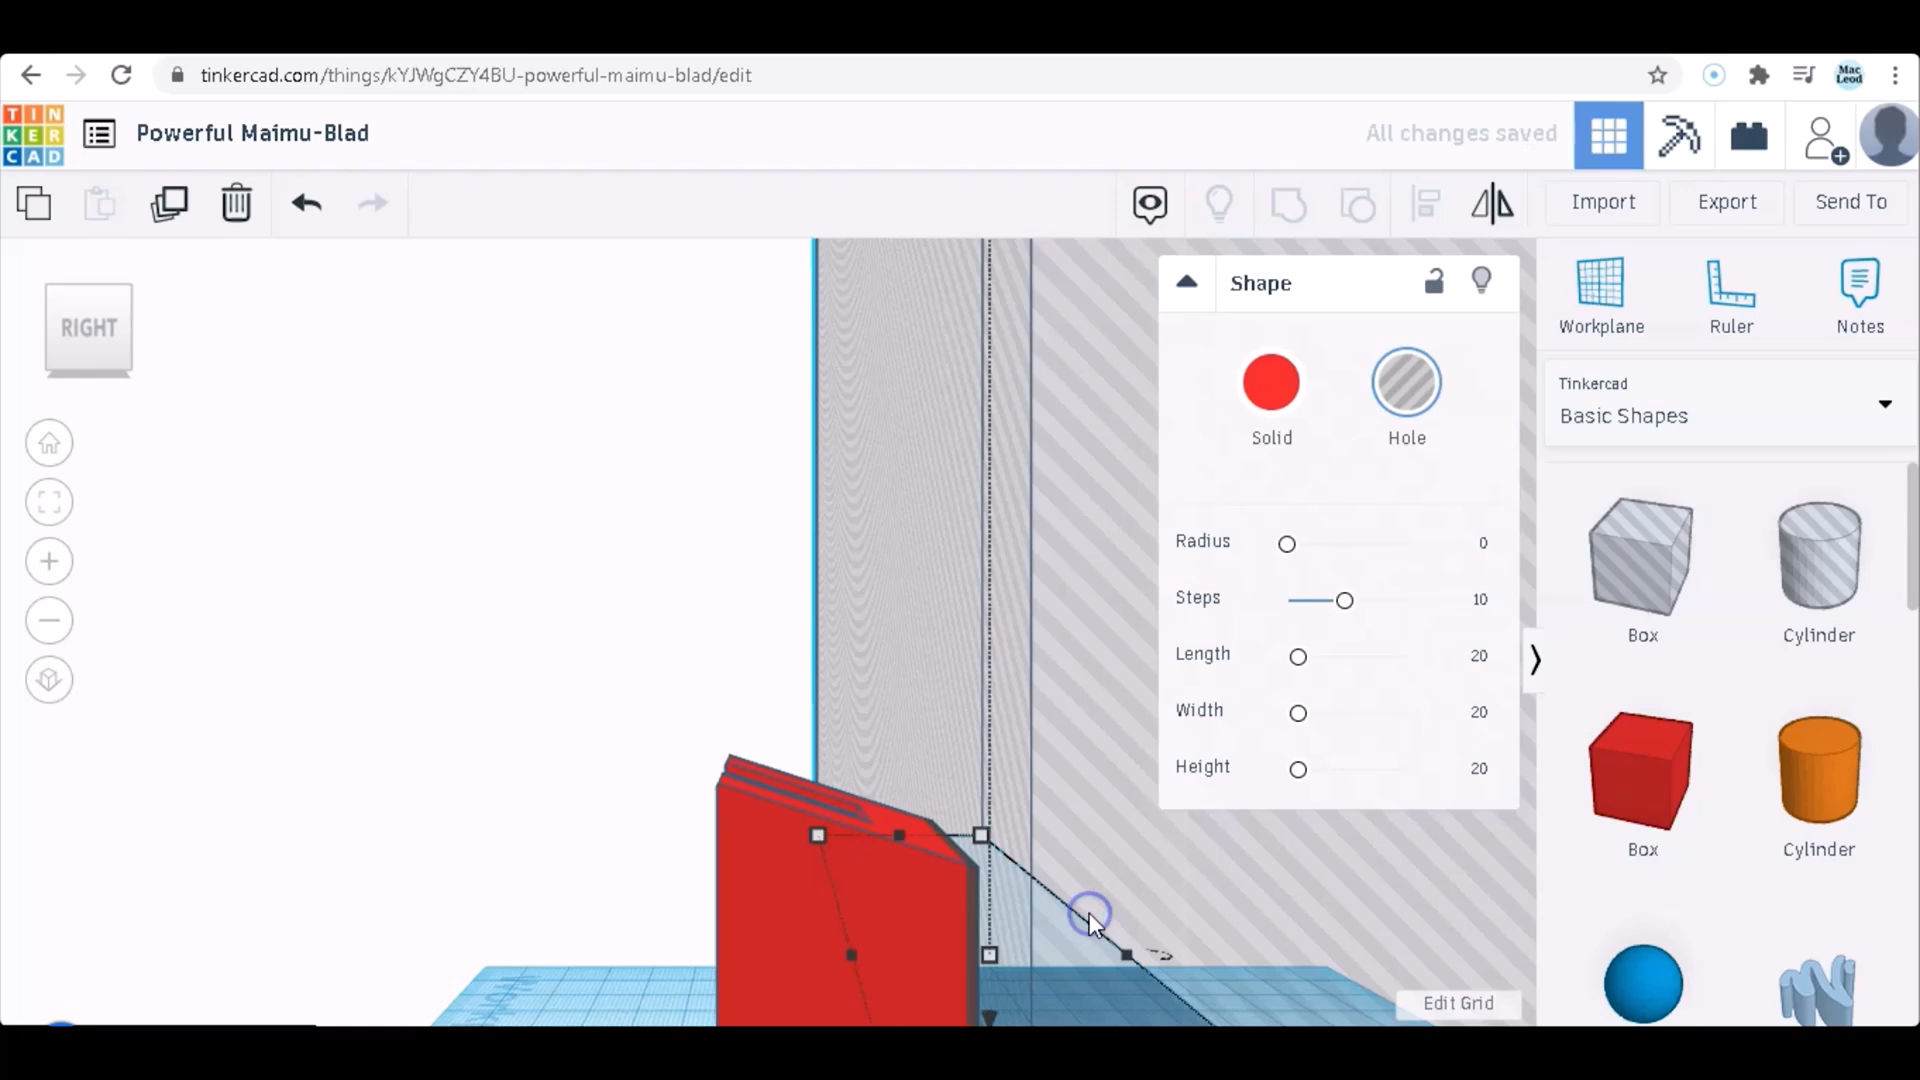 tinkercad.com/things/kYJWgCZY4BU-powerful-maimu-blad/edit
Mac
Leod
TIN
KER
CAD
Powerful Maimu-Blad
All changes saved
Import
Export
Send To
RIGHT
Shape
Solid
Hole
Radius 0
Steps 10
Length 20
Width 20
Height 20
Workplane
Ruler
Notes
Tinkercad
Basic Shapes
Box
Cylinder
Box
Cylinder
Edit Grid